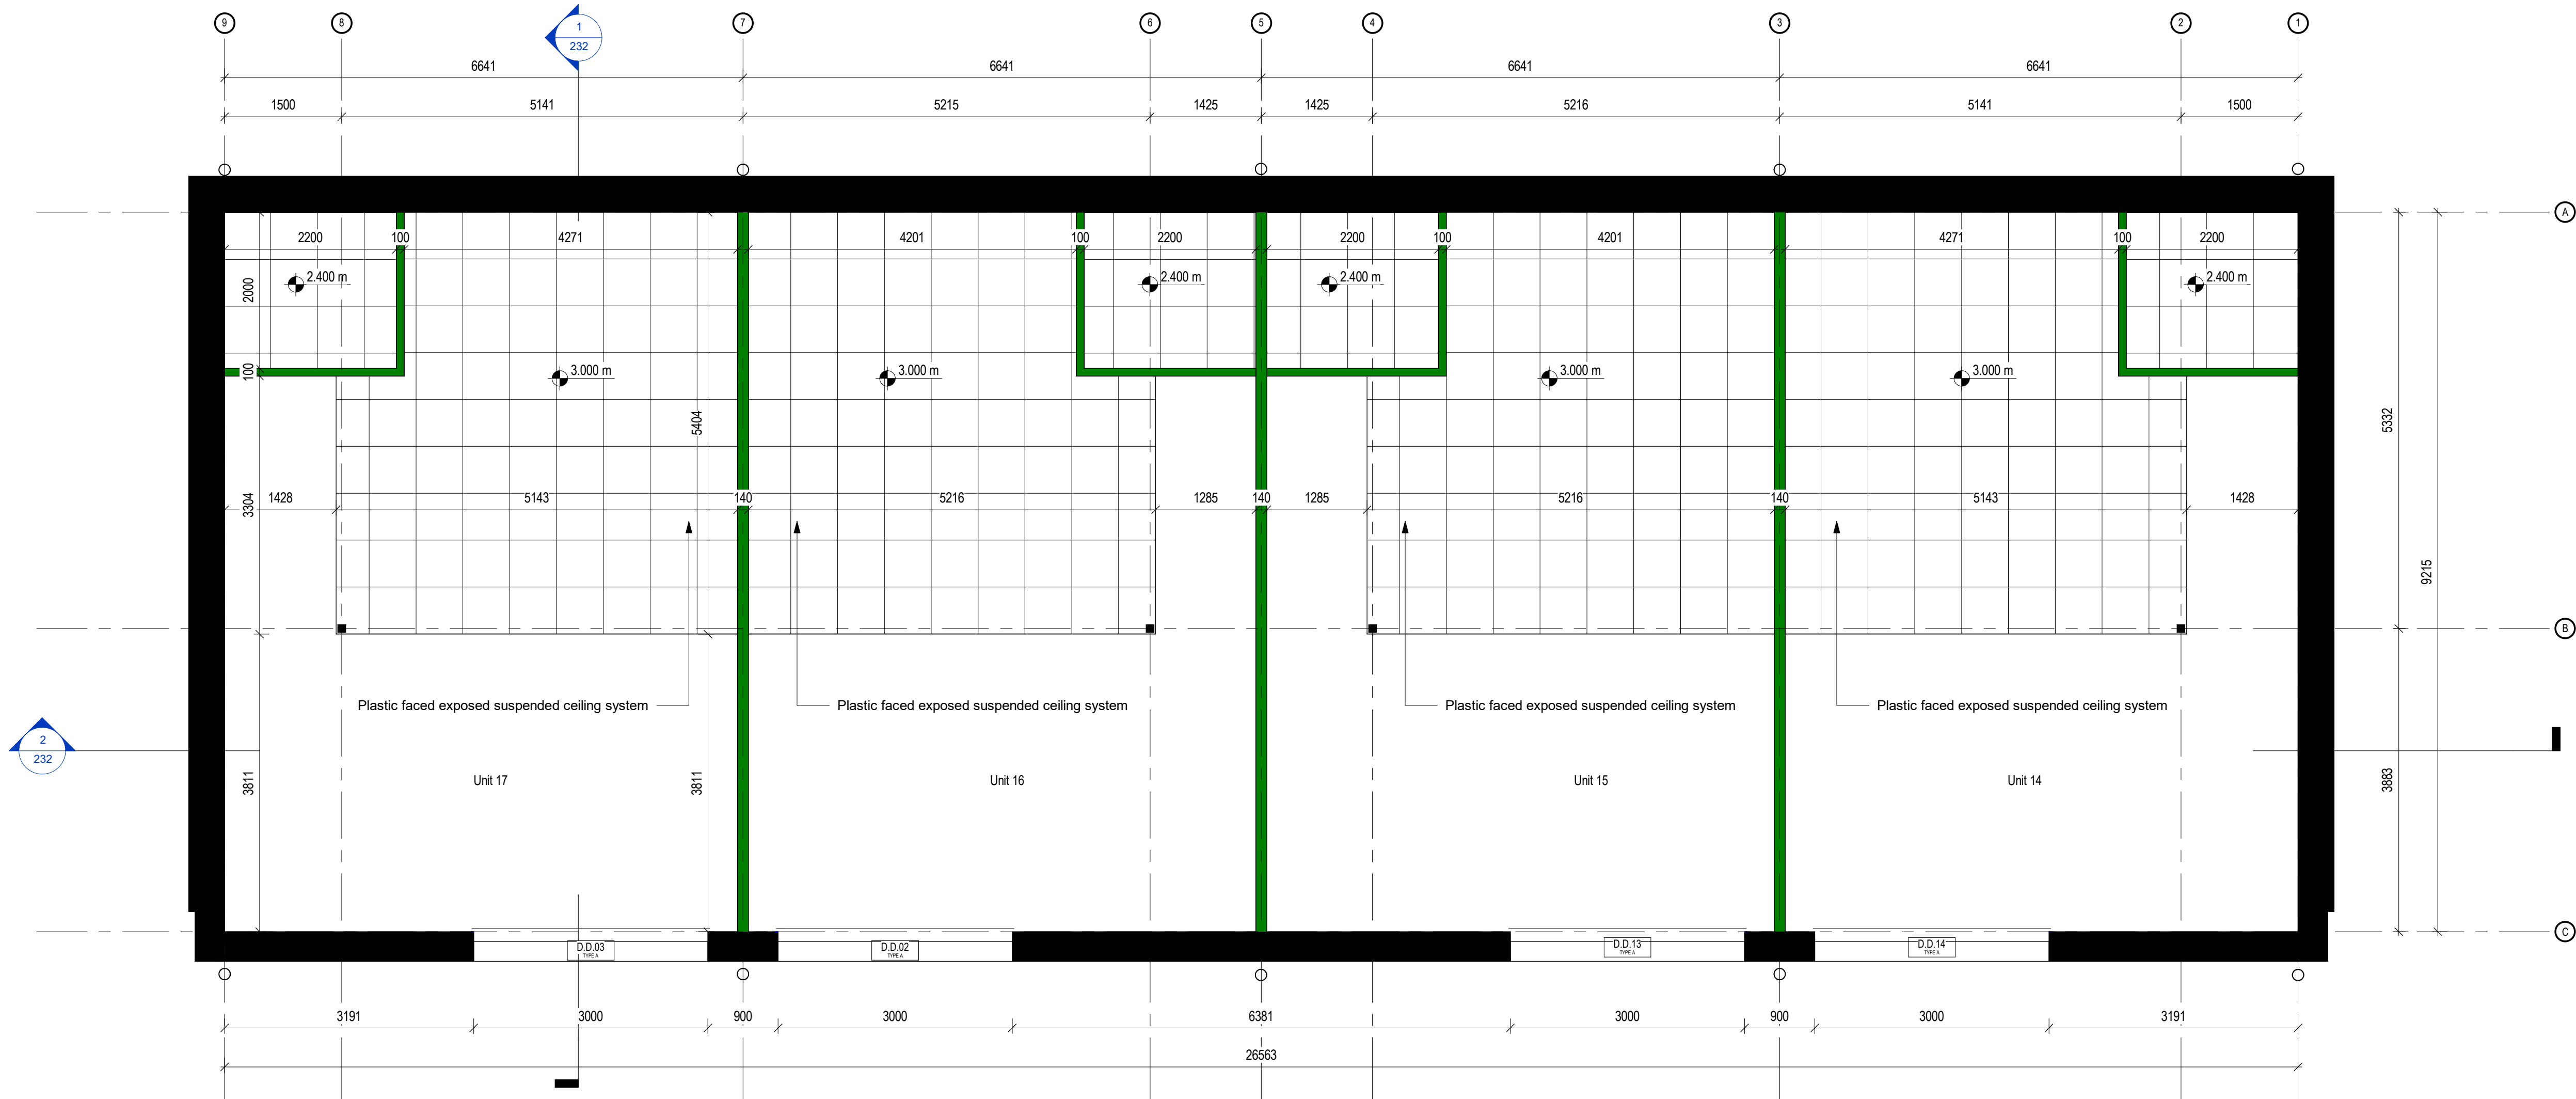 9 8 7 6 5 4 3 2 1
1
232
6641 6641 6641 6641
1500 5141 5215 1425 1425 5216 5141 1500
A
2200 100 4271 4201 100 2200 2200 100 4201 4271 100 2200
2.400 m 2.400 m 2.400 m 2.400 m
2000
100
3.000 m 3.000 m 3.000 m 3.000 m
5404
5332
3304
1428 5143 140 5216 1285 140 1285 5216 140 5143 1428
9215
B
Plastic faced exposed suspended ceiling system
Plastic faced exposed suspended ceiling system
Plastic faced exposed suspended ceiling system
Plastic faced exposed suspended ceiling system
2
232
3811 3811 3883
Unit 17 Unit 16 Unit 15 Unit 14
C
D.D.03
TYPE A
D.D.02
TYPE A
D.D.13
TYPE A
D.D.14
TYPE A
3191 3000 900 3000 6381 3000 900 3000 3191
26563